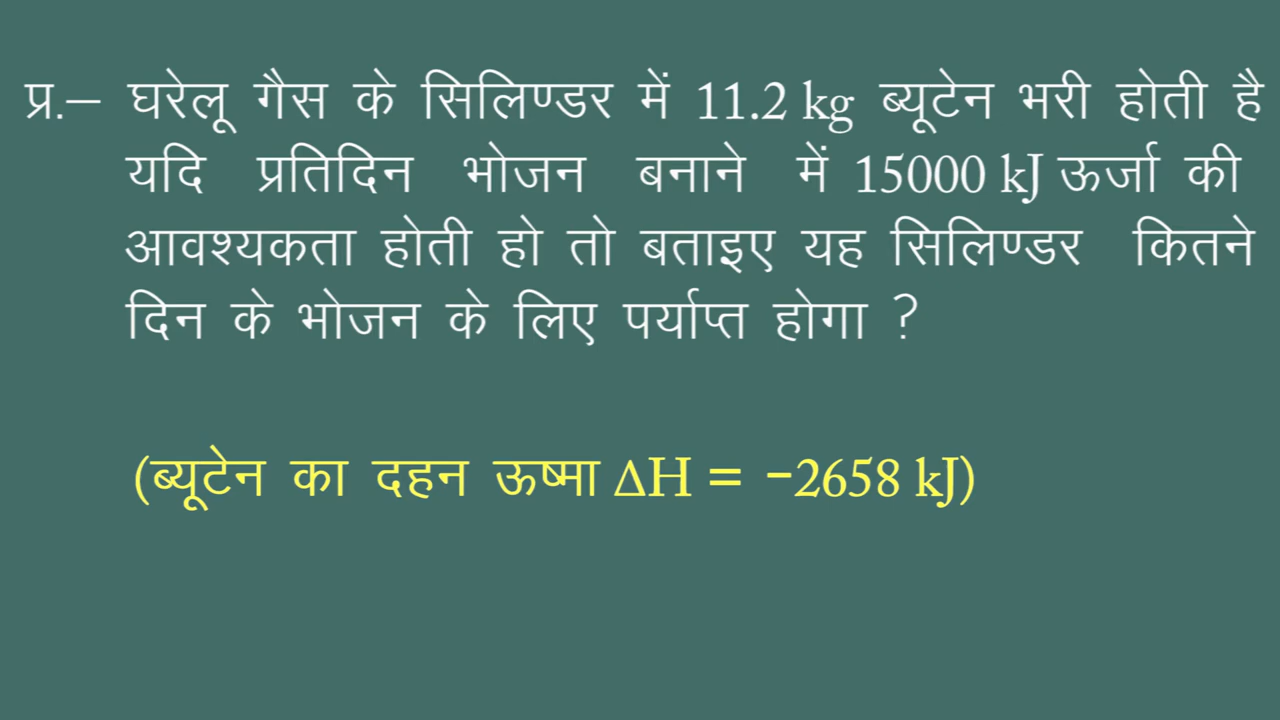 प्र.– घरेलू गैस के सिलिण्डर में 11.2 kg ब्यूटेन भरी होती है
यदि प्रतिदिन भोजन बनाने में 15000 kJ ऊर्जा की
आवश्यकता होती हो तो बताइए यह सिलिण्डर कितने
दिन के भोजन के लिए पर्याप्त होगा ?
(ब्यूटेन का दहन ऊष्मा ΔH = −2658 kJ)